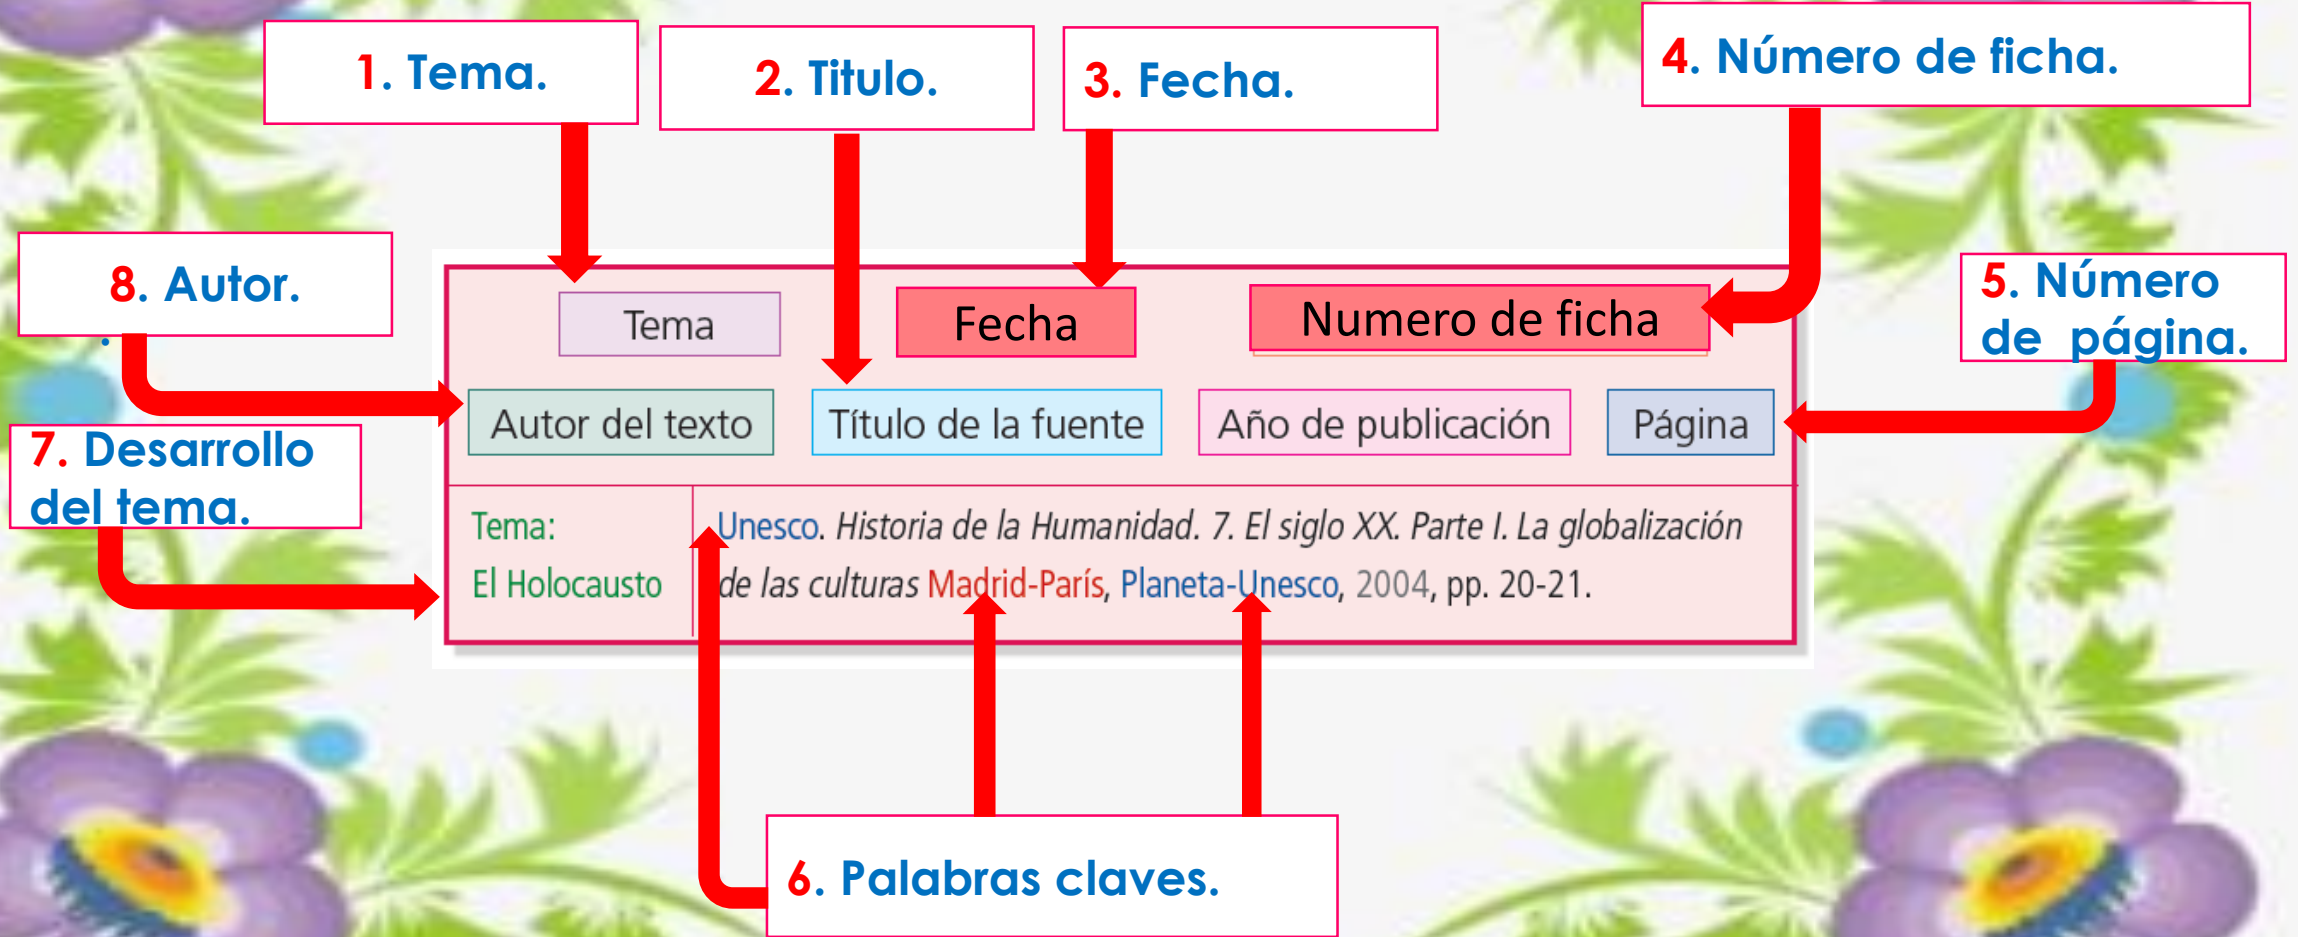 1. Tema.
2. Titulo.
3. Fecha.
4. Número de ficha.
8. Autor.
.
5. Número
de página.
Tema
Fecha
Numero de ficha
Autor del texto
Título de la fuente
Año de publicación
Página
7. Desarrollo
del tema.
Tema:
El Holocausto
Unesco. Historia de la Humanidad. 7. El siglo XX. Parte I. La globalización
de las culturas Madrid-París, Planeta-Unesco, 2004, pp. 20-21.
6. Palabras claves.